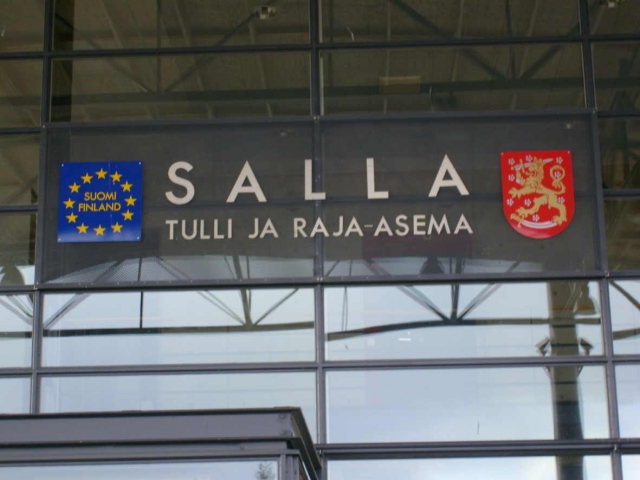 SUOMI
FINLAND
SALLA
TULLI JA RAJA-ASEMA